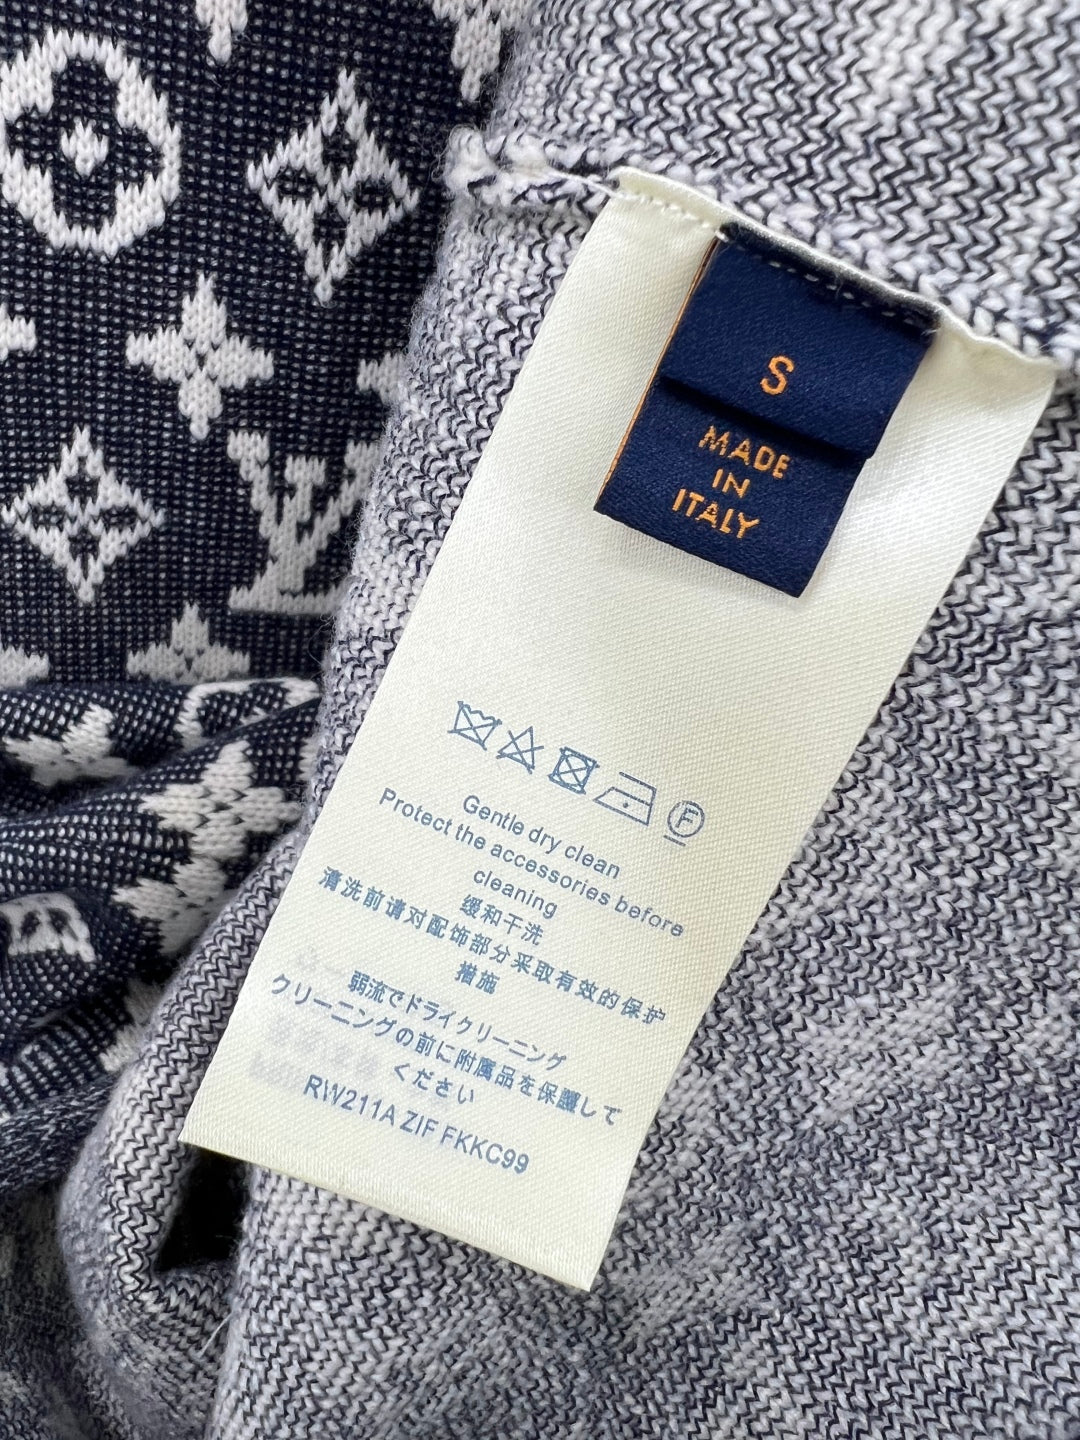 S
MADE
IN
ITALY
F
Gentle dry clean
Protect the accessories before
cleaning
缓和干洗
清洗前请对配饰部分采取有效的保护
措施
弱流でドライクリーニング
クリーニングの前に附属品を保護して
ください
RW211A ZIF FKKC99
LV